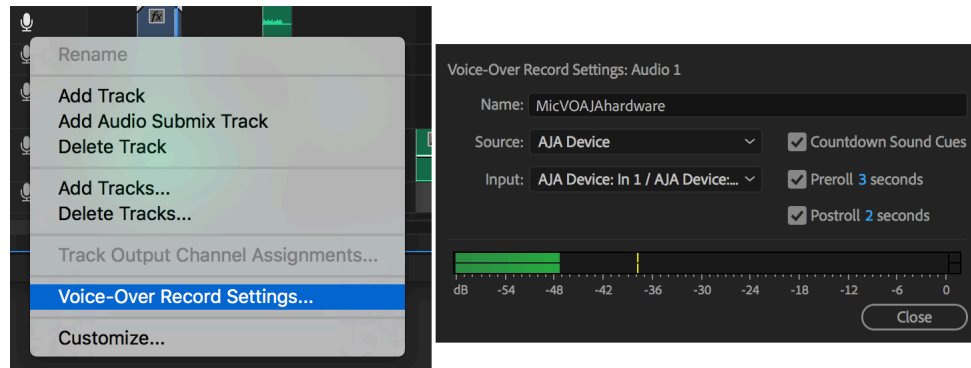 fx
Rename
Add Track
Add Audio Submix Track
Delete Track
Add Tracks...
Delete Tracks...
Track Output Channel Assignments...
Voice-Over Record Settings...
Customize...
Voice-Over Record Settings: Audio 1
Name: MicVOAJAhardware
Source: AJA Device
Countdown Sound Cues
Input: AJA Device: In 1 / AJA Device:...
Preroll 3 seconds
Postroll 2 seconds
dB -54 -48 -42 -36 -30 -24 -18 -12 -6 0
Close